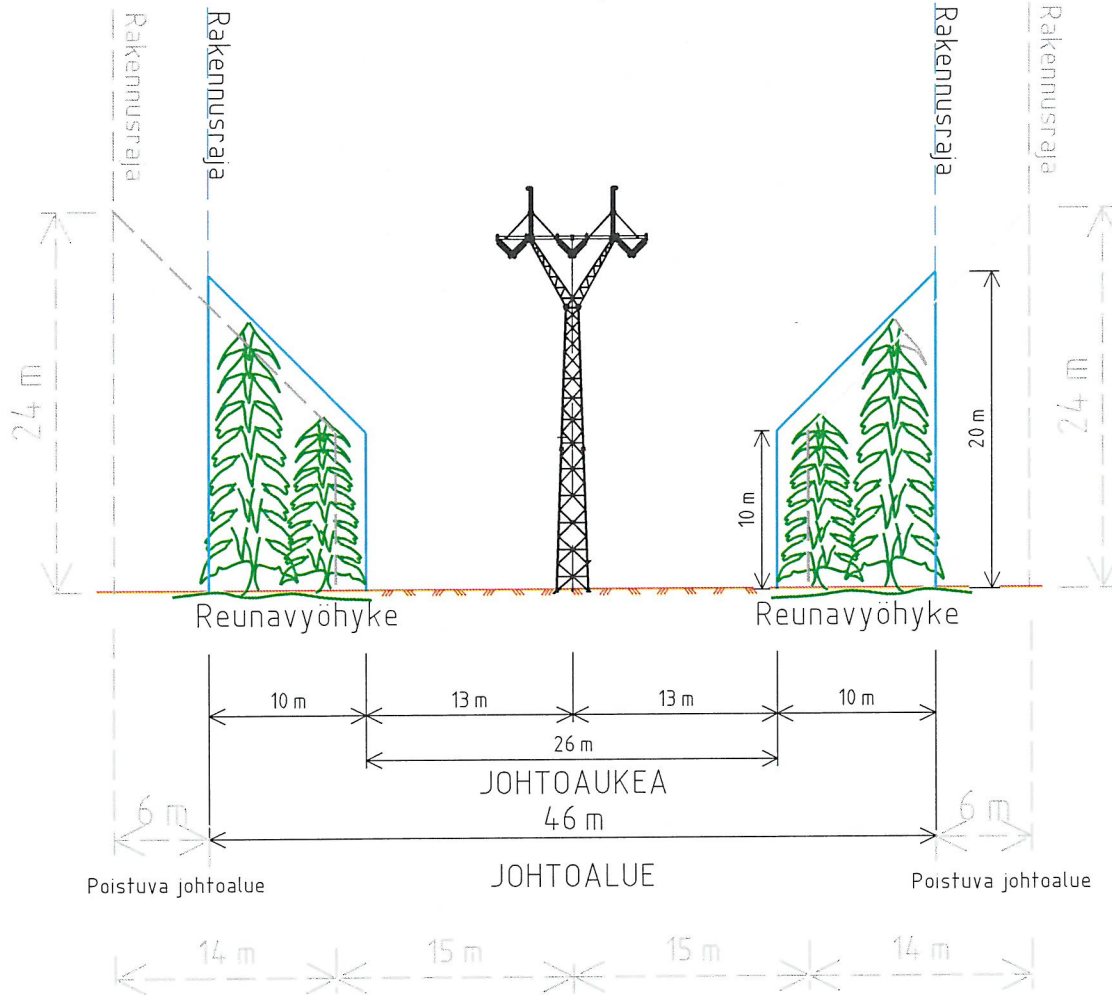 Rakennusraja
Rakennusraja
Rakennusraja
Rakennusraja
24 m
24 m
20 m
10 m
Reunavyöhyke
Reunavyöhyke
10 m
13 m
13 m
10 m
26 m
JOHTOAUKEA
6 m
46 m
6 m
Poistuva johtoalue
JOHTOALUE
Poistuva johtoalue
14 m
15 m
15 m
14 m